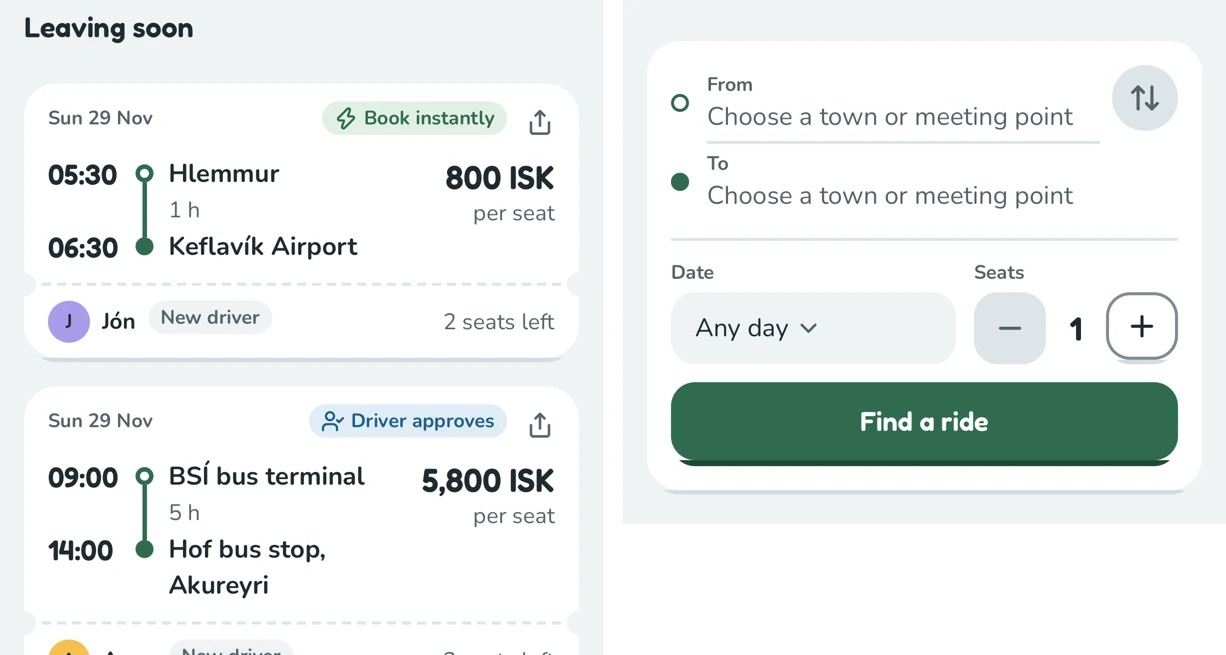 Leaving soon
Sun 29 Nov
Book instantly
05:30 Hlemmur
800 ISK
1 h
per seat
06:30 Keflavík Airport
J Jón New driver
2 seats left
Sun 29 Nov
Driver approves
09:00 BSÍ bus terminal
5,800 ISK
5 h
per seat
14:00 Hof bus stop,
Akureyri
New driver
From
Choose a town or meeting point
To
Choose a town or meeting point
Date
Seats
Any day
1
Find a ride